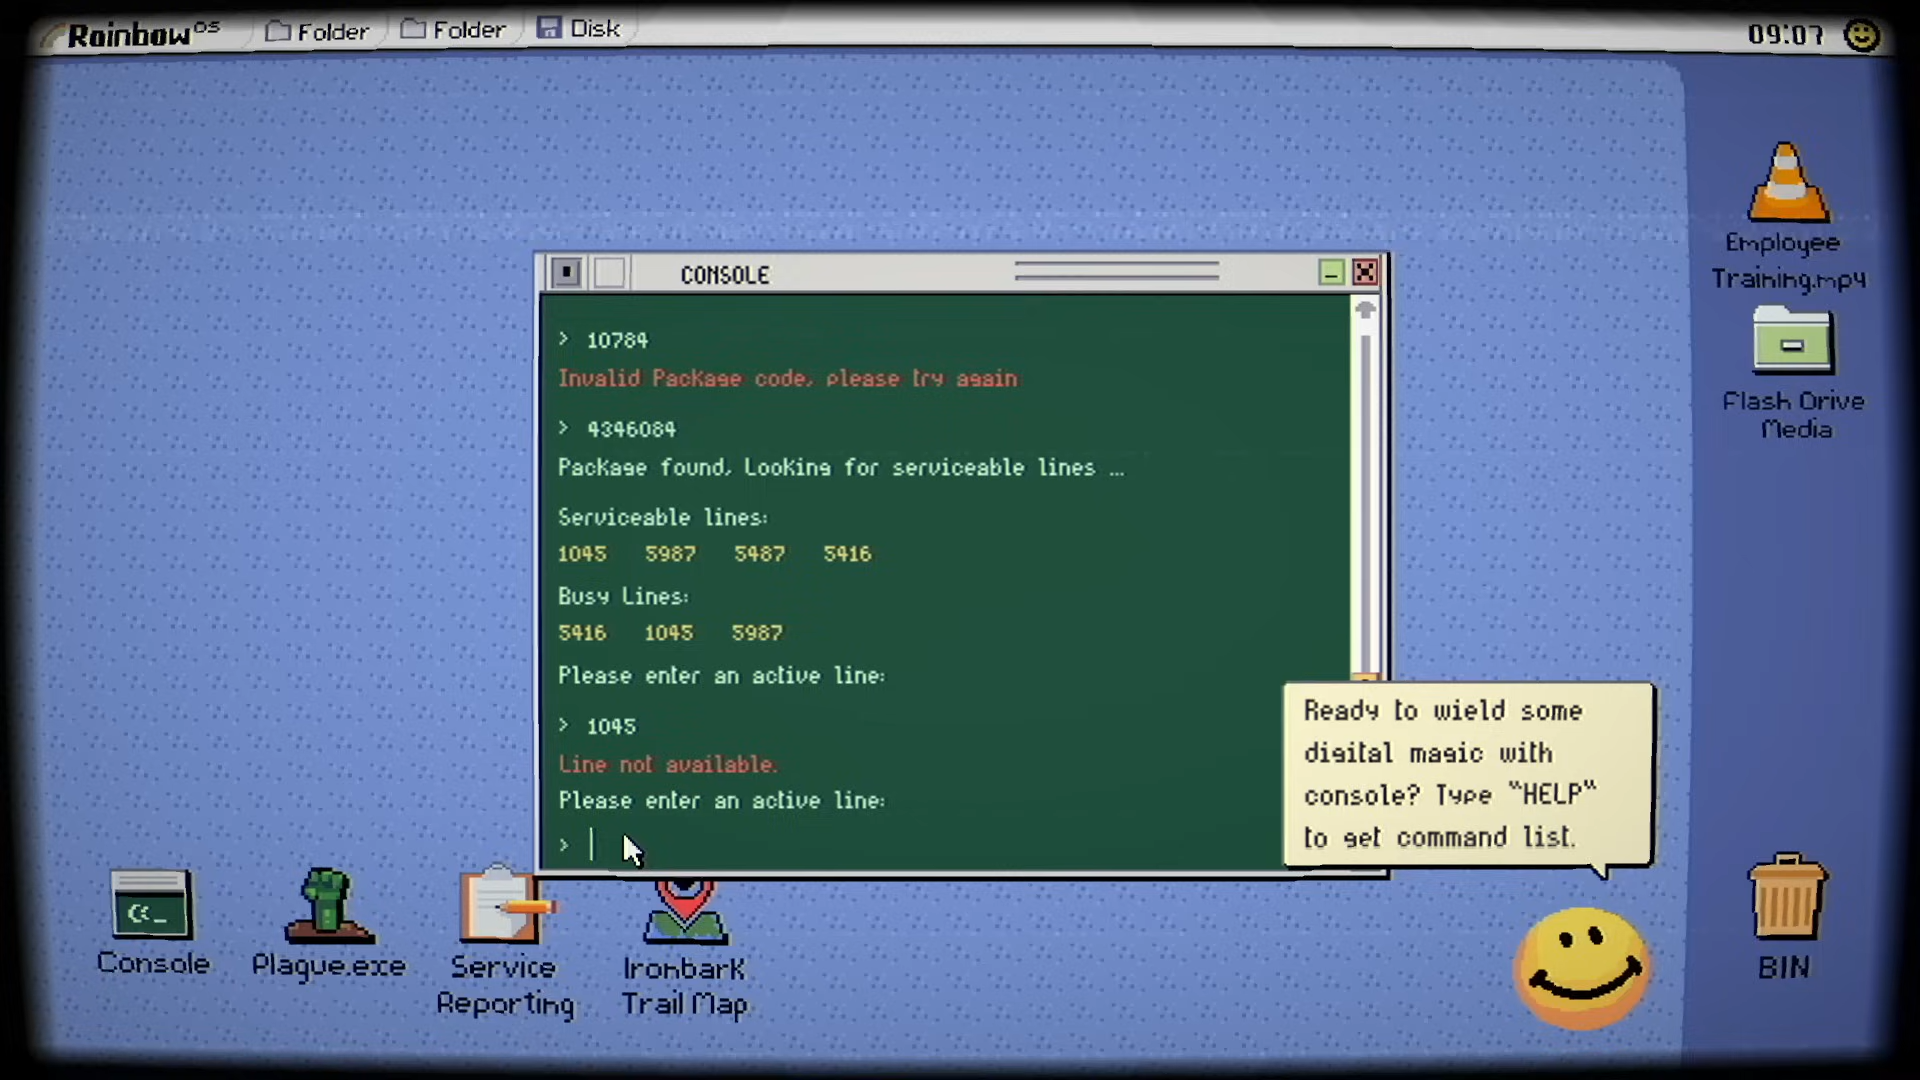 Rainbow OS
Folder
Folder
Disk
09:07
Employee
Training.mp4
Flash Drive
Media
CONSOLE
> 10784
Invalid Package code, please try again
> 4346084
Package found, Looking for serviceable lines ...
Serviceable lines:
1045 5987 5487 5416
Busy Lines:
5416 1045 5987
Please enter an active line:
> 1045
Line not available.
Please enter an active line:
>
Ready to wield some
digital magic with
console? Type "HELP"
to get command list.
Console
Plague.exe
Service
Reporting
Ironbark
Trail Map
BIN